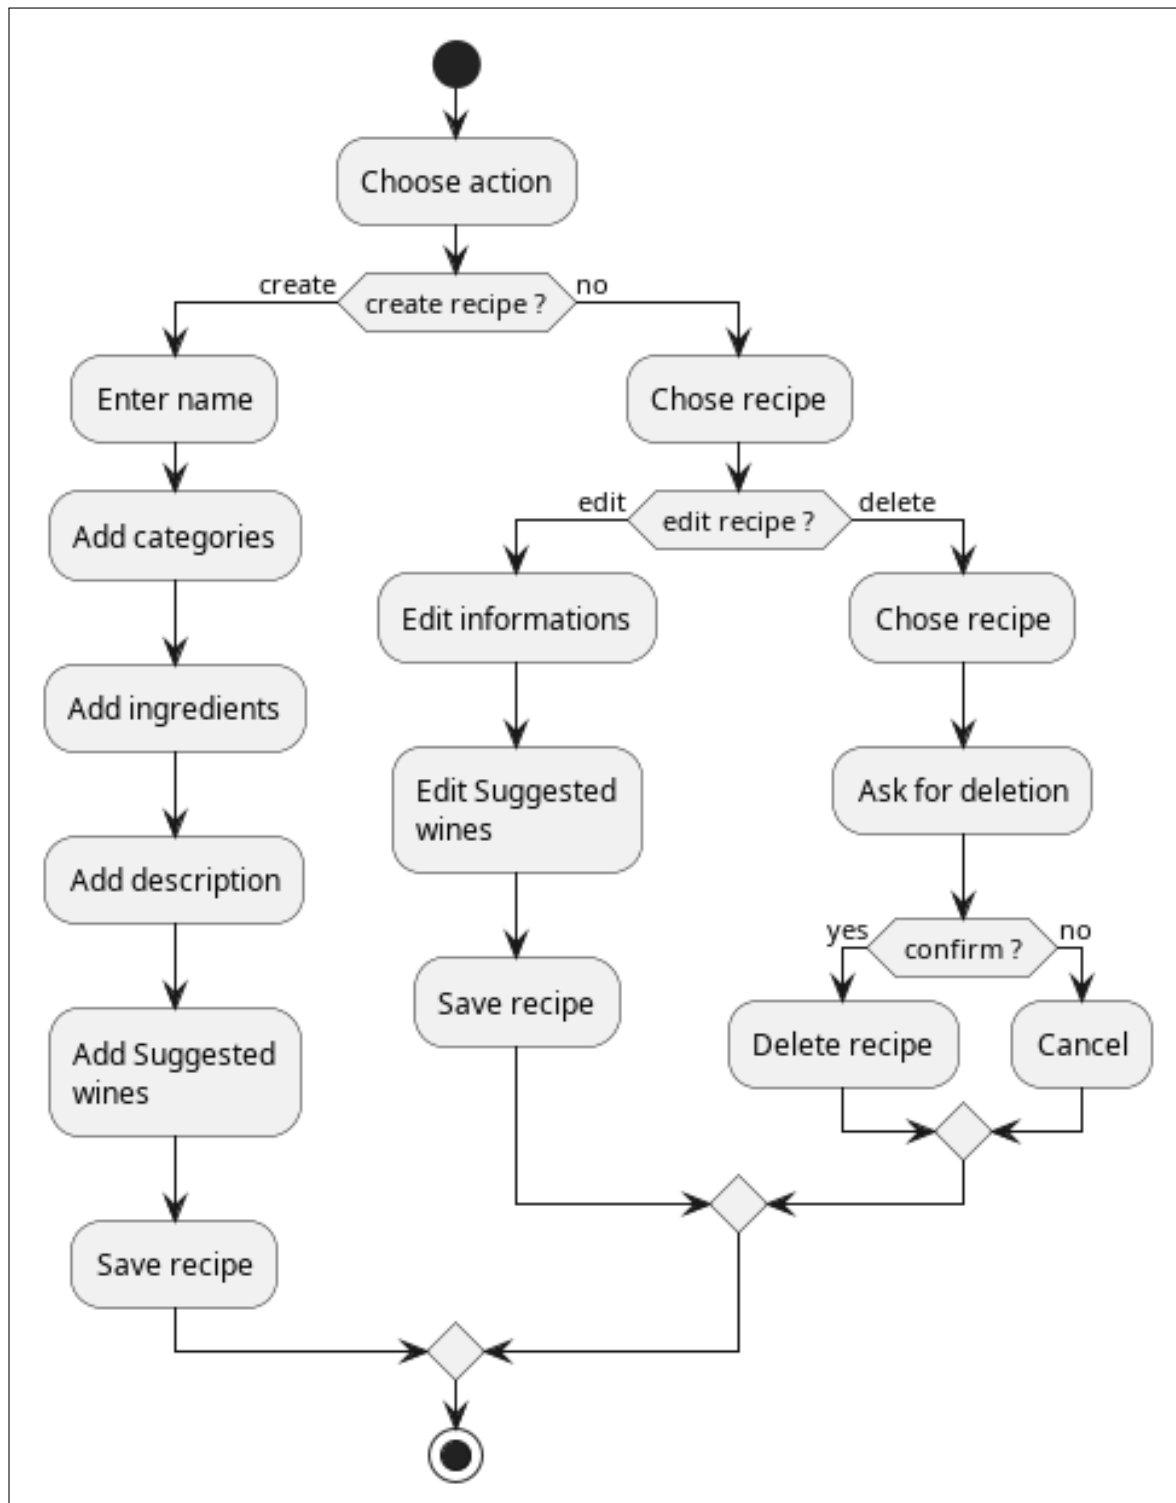 Choose action
create
create recipe ?
no
Enter name
Chose recipe
Add categories
edit
edit recipe ?
delete
Edit informations
Chose recipe
Add ingredients
Edit Suggested
wines
Ask for deletion
Add description
yes
confirm ?
no
Save recipe
Delete recipe
Cancel
Add Suggested
wines
Save recipe